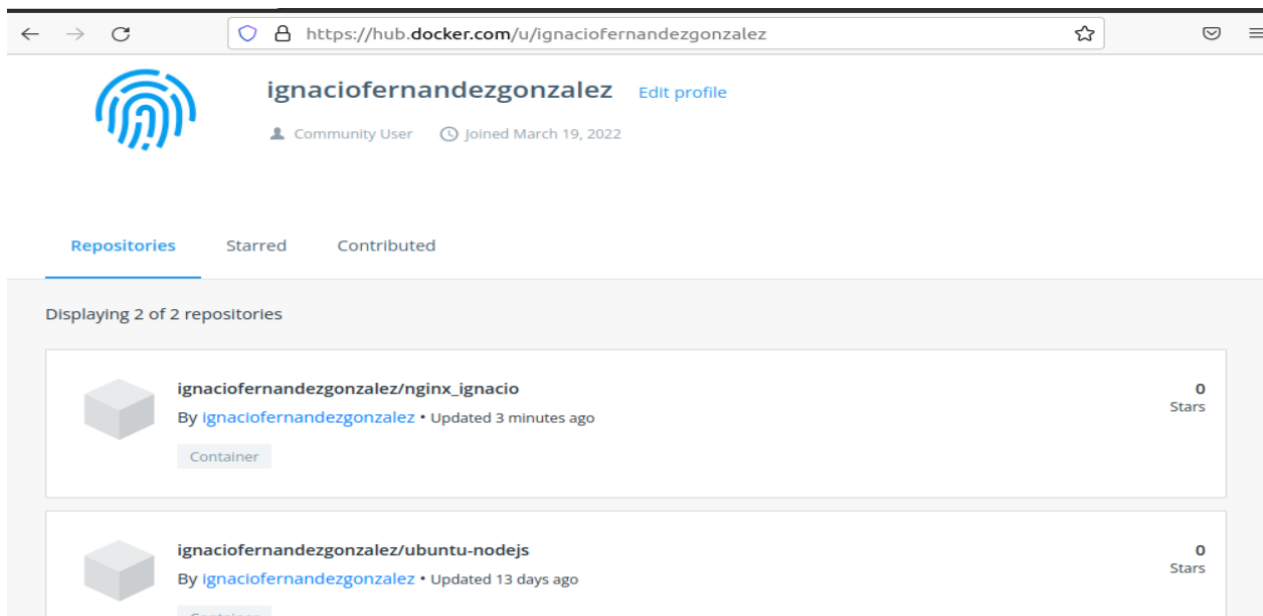 https://hub.docker.com/u/ignaciofernandezgonzalez
ignaciofernandezgonzalez Edit profile
Community User Joined March 19, 2022
Repositories Starred Contributed
Displaying 2 of 2 repositories
ignaciofernandezgonzalez/nginx_ignacio 0
By ignaciofernandezgonzalez • Updated 3 minutes ago Stars
Container
ignaciofernandezgonzalez/ubuntu-nodejs 0
By ignaciofernandezgonzalez • Updated 13 days ago Stars
Container